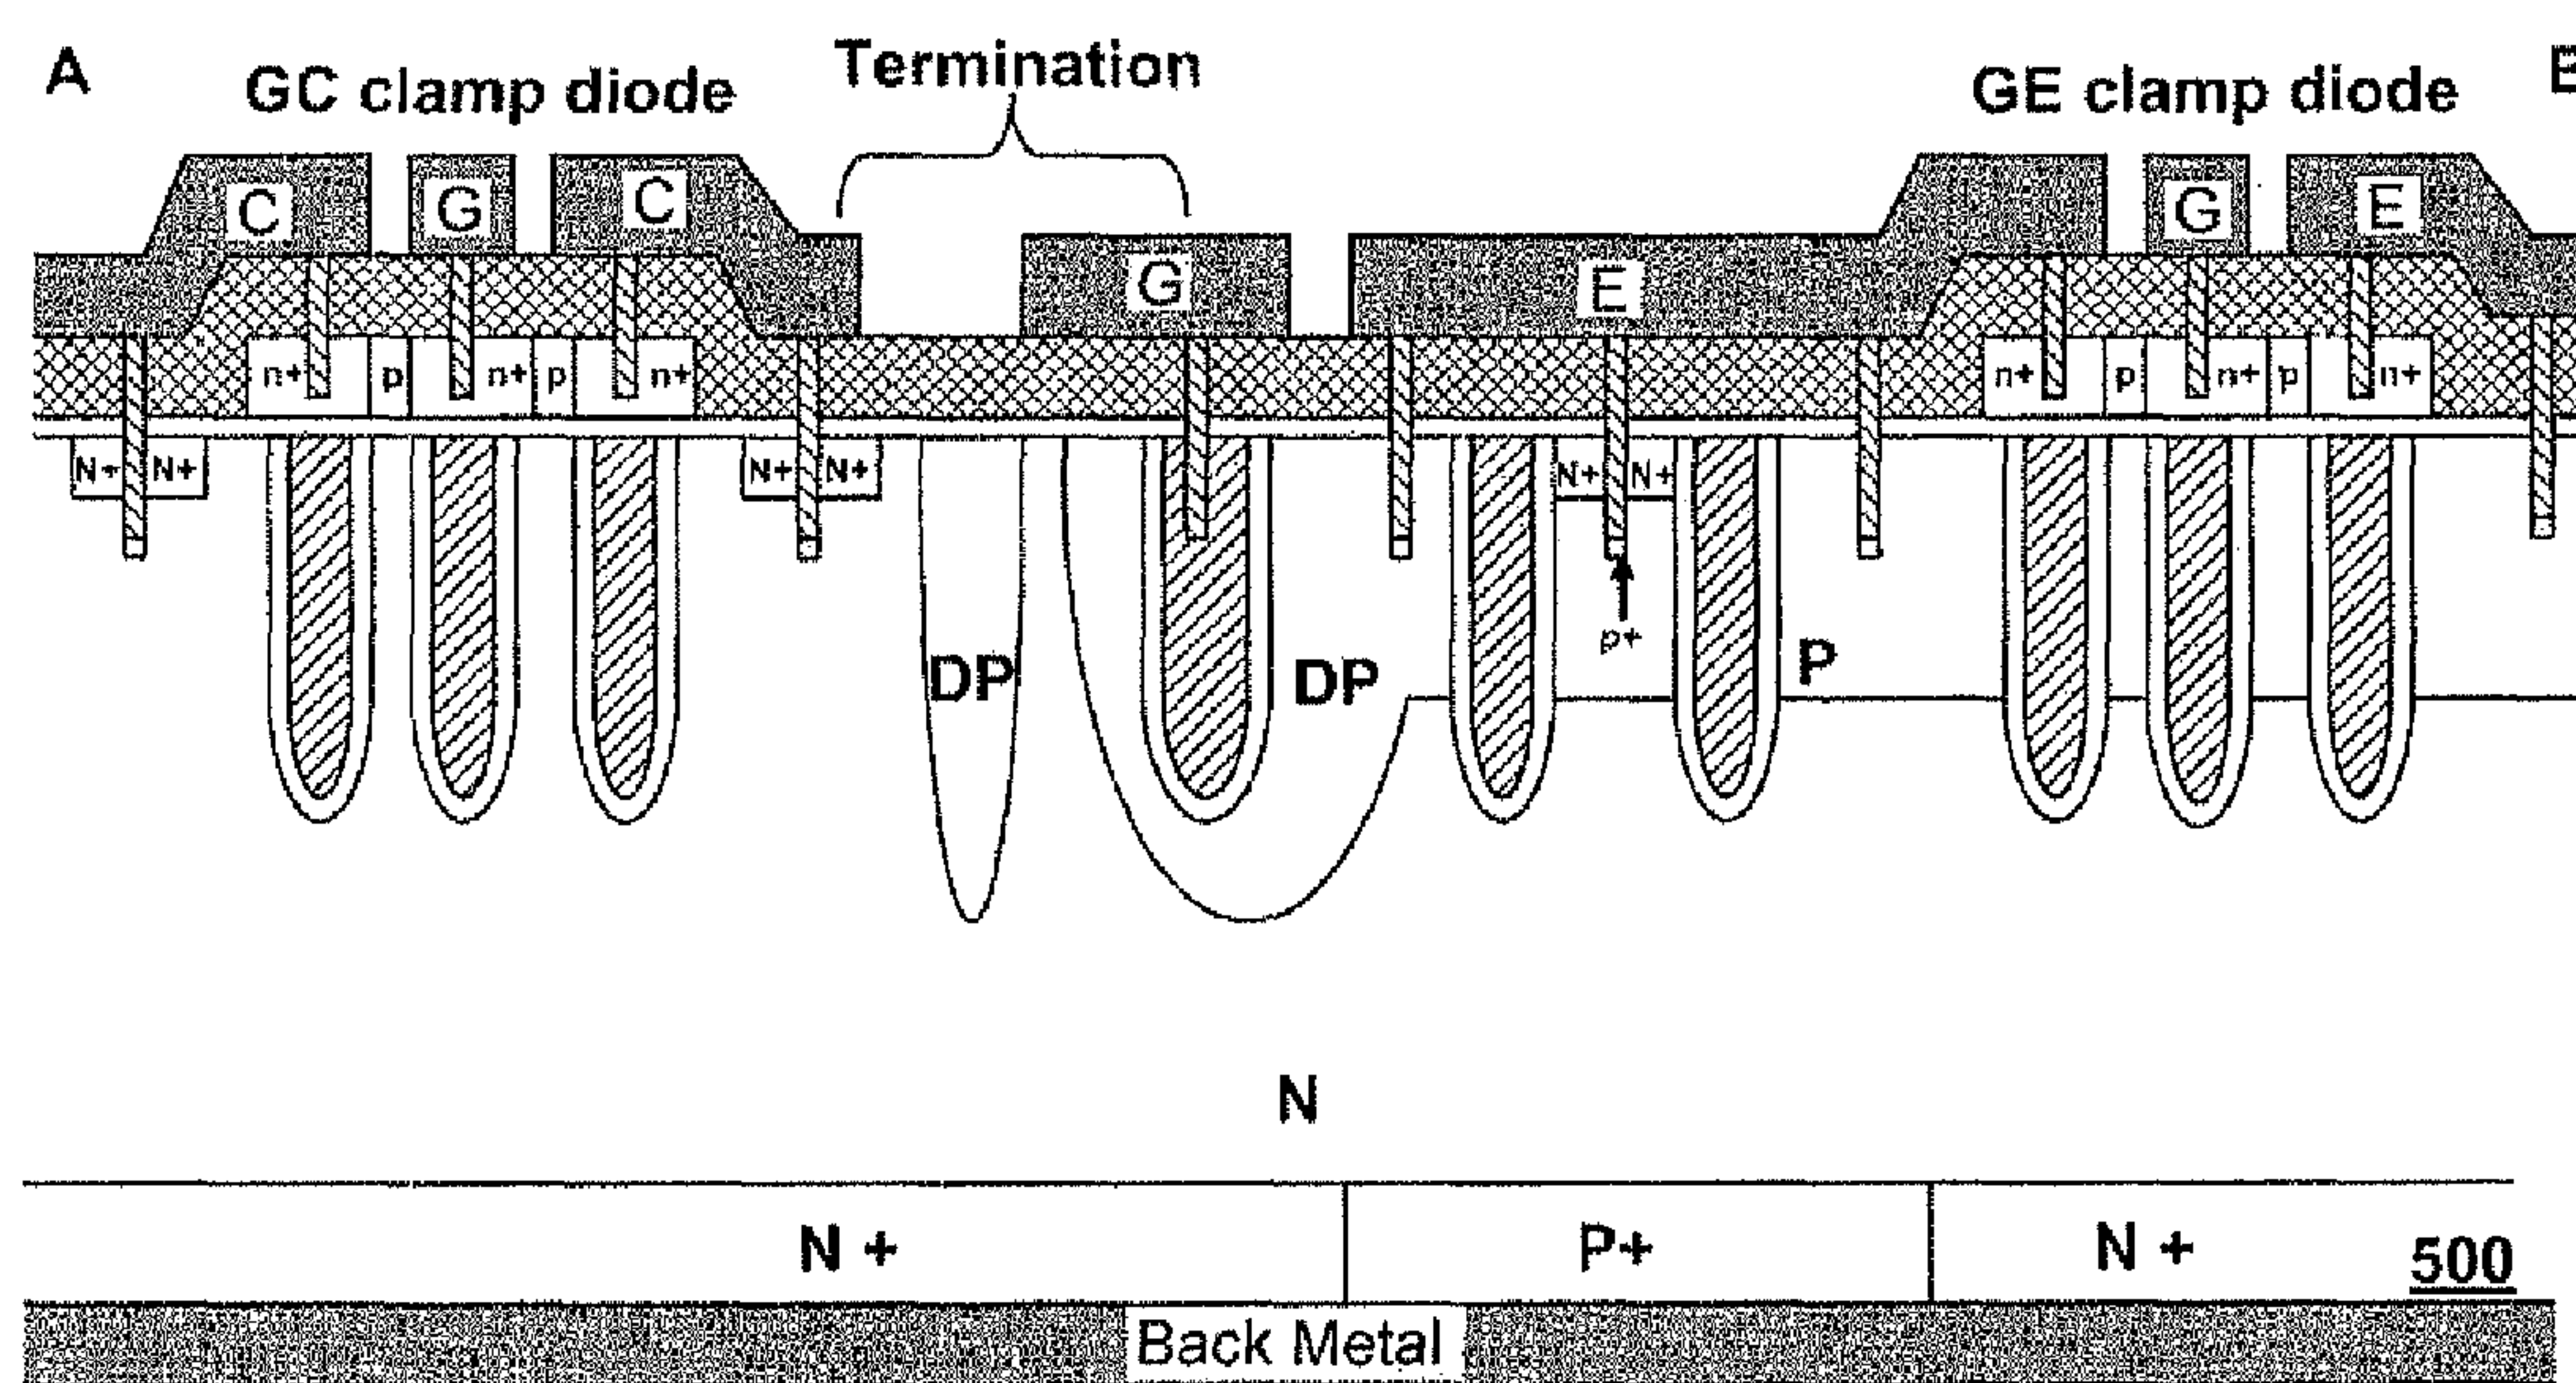 A
GC clamp diode
Termination
GE clamp diode
C G C G E G E
n+ p n+ p n+ n+ p n+ p n+
N+ N+ N+ N+ N+ N+
p+
DP DP P
N
N + P+ N + 500
Back Metal